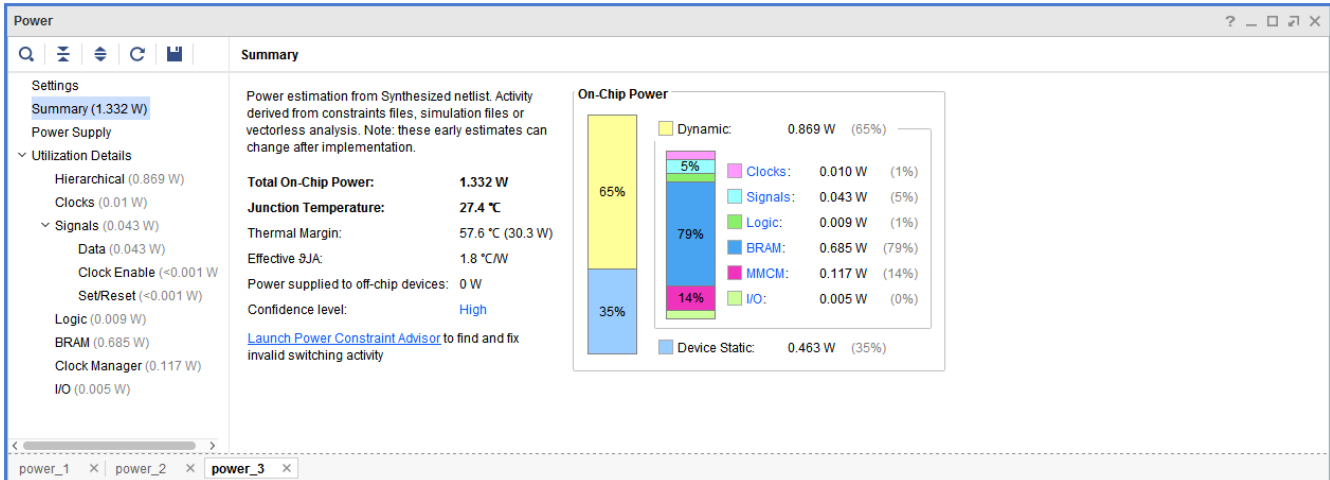 Power
?
Summary
Settings
Summary (1.332 W)
Power Supply
Utilization Details
Hierarchical (0.869 W)
Clocks (0.01 W)
Signals (0.043 W)
Data (0.043 W)
Clock Enable (<0.001 W
Set/Reset (<0.001 W)
Logic (0.009 W)
BRAM (0.685 W)
Clock Manager (0.117 W)
I/O (0.005 W)
Power estimation from Synthesized netlist. Activity
derived from constraints files, simulation files or
vectorless analysis. Note: these early estimates can
change after implementation.
Total On-Chip Power: 1.332 W
Junction Temperature: 27.4 °C
Thermal Margin: 57.6 °C (30.3 W)
Effective ϑJA: 1.8 °C/W
Power supplied to off-chip devices: 0 W
Confidence level: High
Launch Power Constraint Advisor to find and fix
invalid switching activity
On-Chip Power
65%
35%
Dynamic: 0.869 W (65%)
5%
79%
14%
Clocks: 0.010 W (1%)
Signals: 0.043 W (5%)
Logic: 0.009 W (1%)
BRAM: 0.685 W (79%)
MMCM: 0.117 W (14%)
I/O: 0.005 W (0%)
Device Static: 0.463 W (35%)
power_1 power_2 power_3